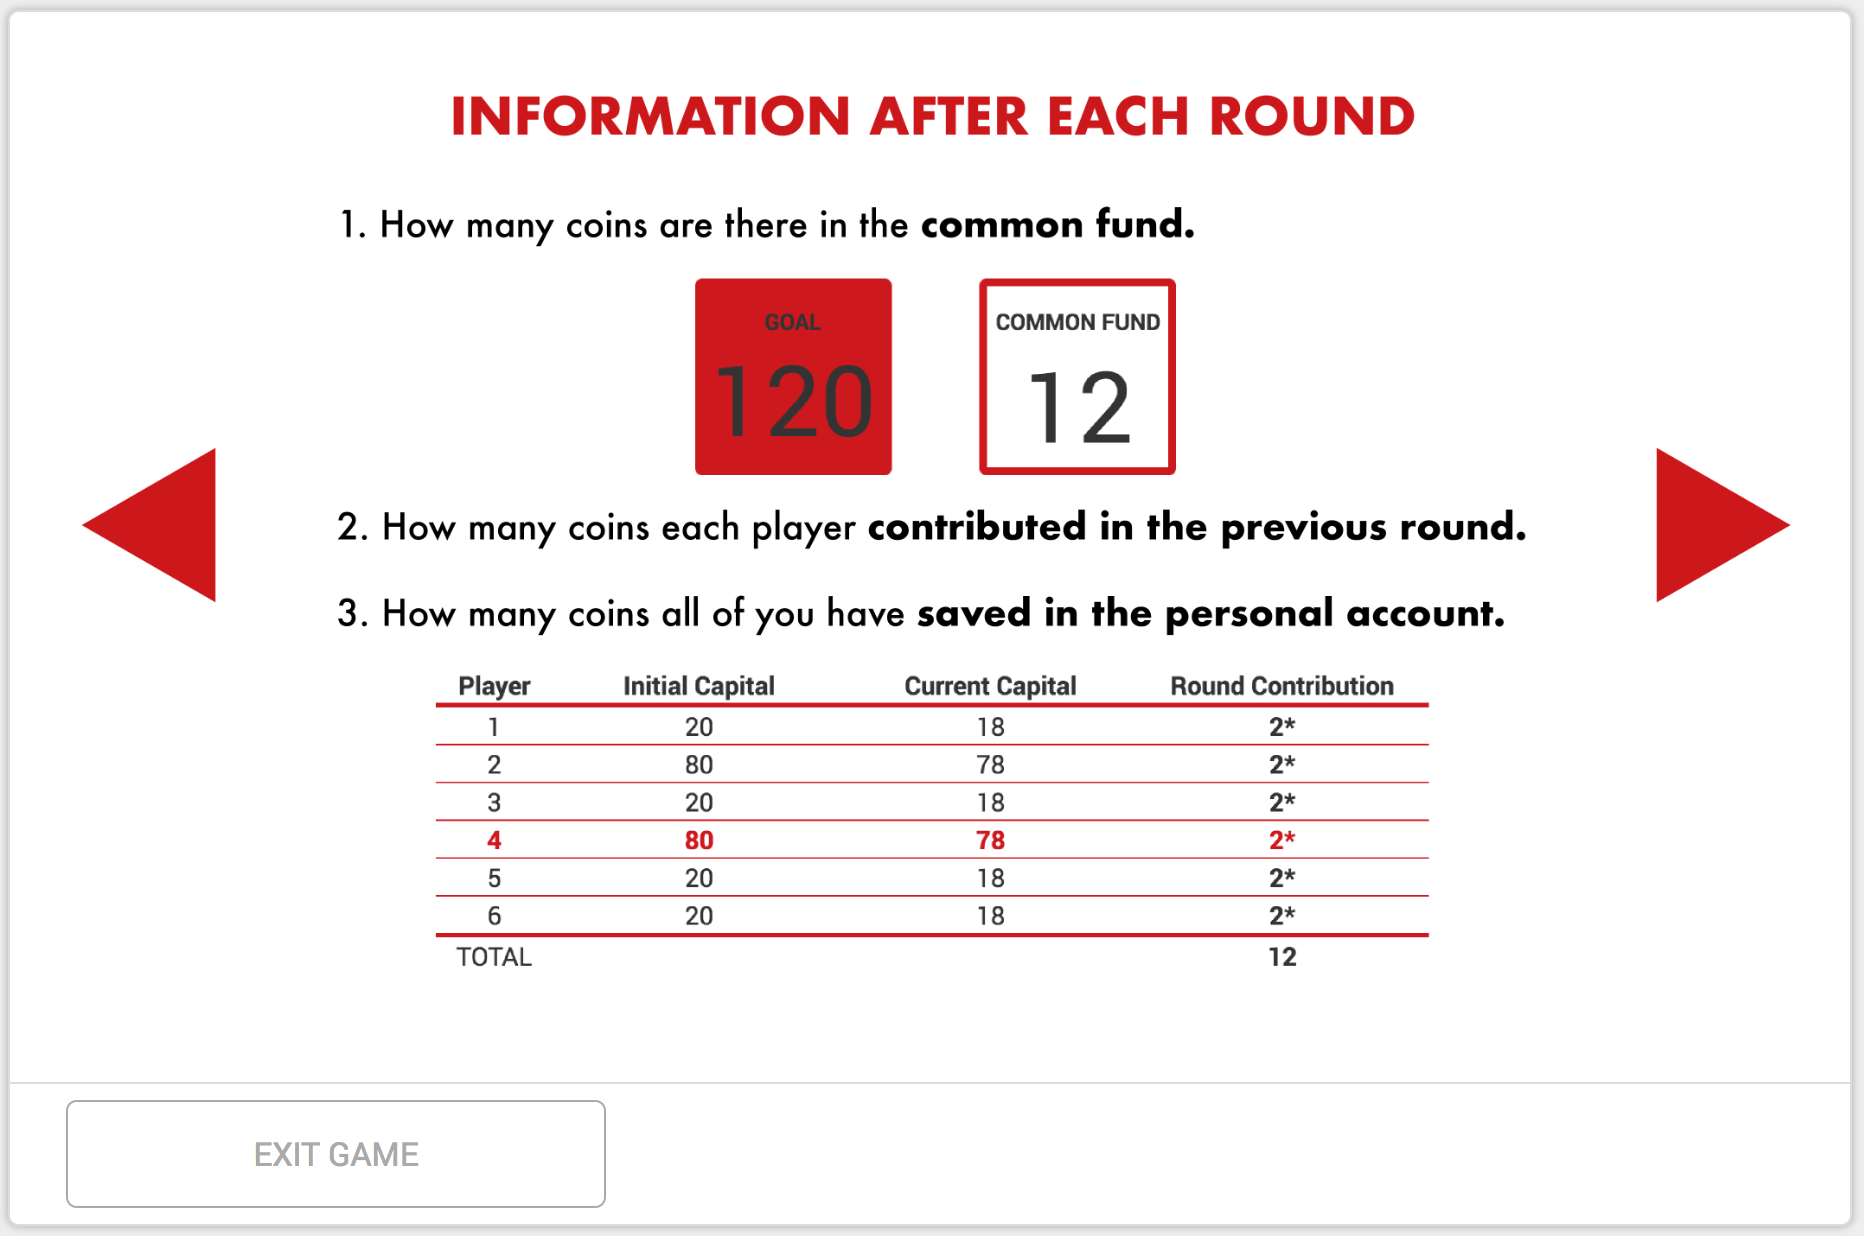 INFORMATION AFTER EACH ROUND
1. How many coins are there in the common fund.
GOAL
120
COMMON FUND
12
2. How many coins each player contributed in the previous round.
3. How many coins all of you have saved in the personal account.
Player Initial Capital Current Capital Round Contribution
1 20 18 2*
2 80 78 2*
3 20 18 2*
4 80 78 2*
5 20 18 2*
6 20 18 2*
TOTAL 12
EXIT GAME